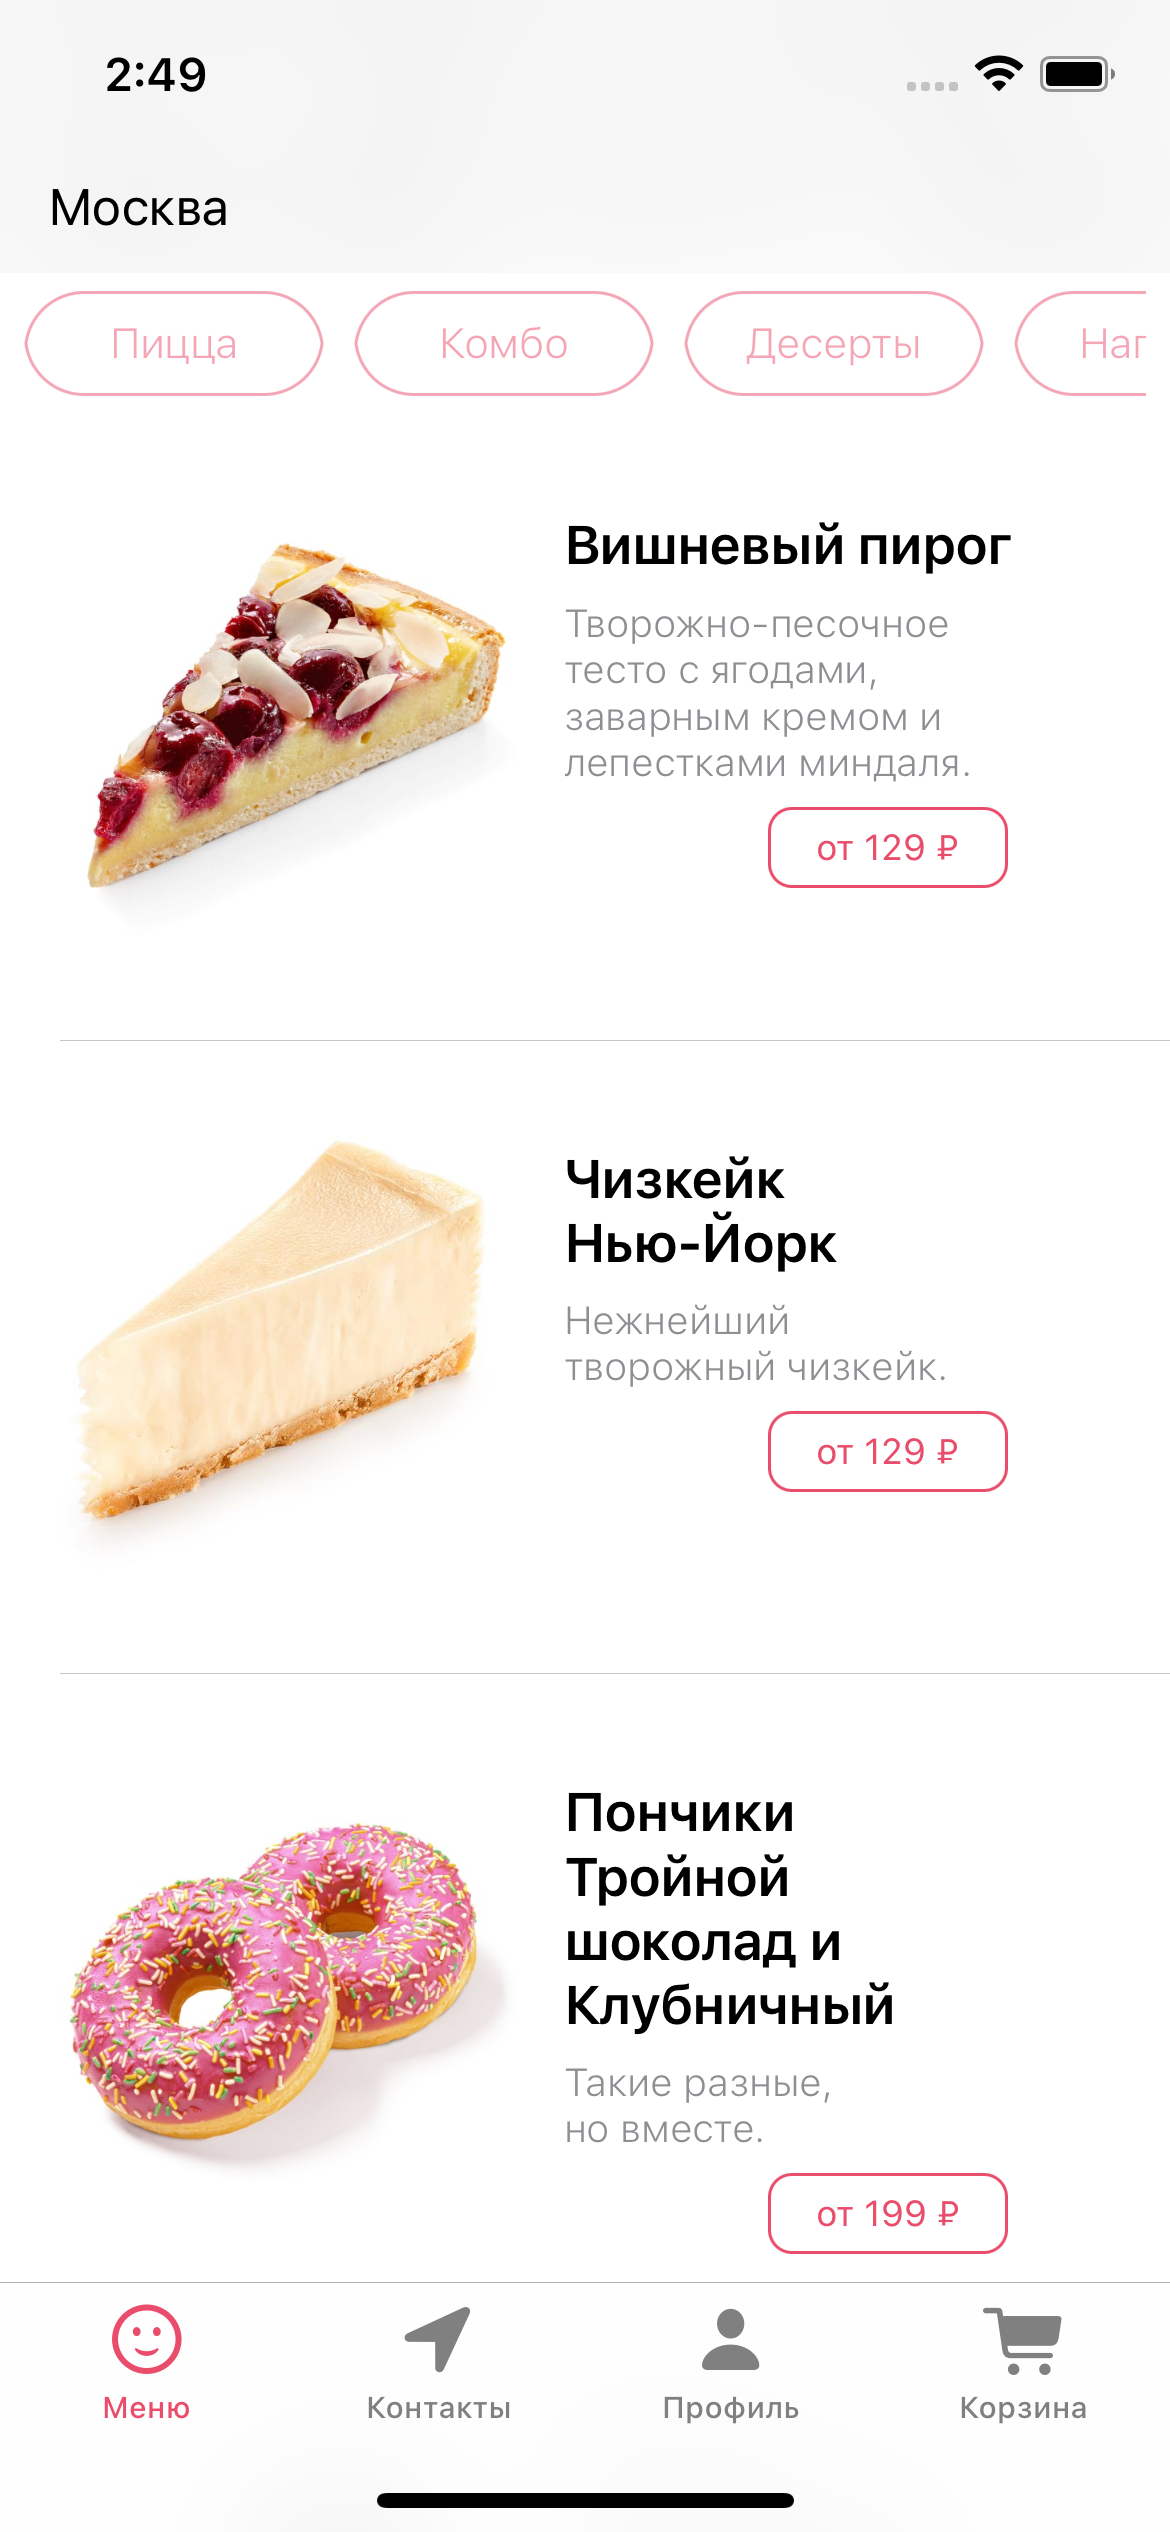 2:49
Москва
Пицца
Комбо
Десерты
Вишневый пирог
Творожно-песочное
тесто с ягодами,
заварным кремом и
лепестками миндаля.
от 129 ₽
Чизкейк
Нью-Йорк
Нежнейший
творожный чизкейк.
от 129 ₽
Пончики
Тройной
шоколад и
Клубничный
Такие разные,
но вместе.
от 199 ₽
Меню
Контакты
Профиль
Корзина